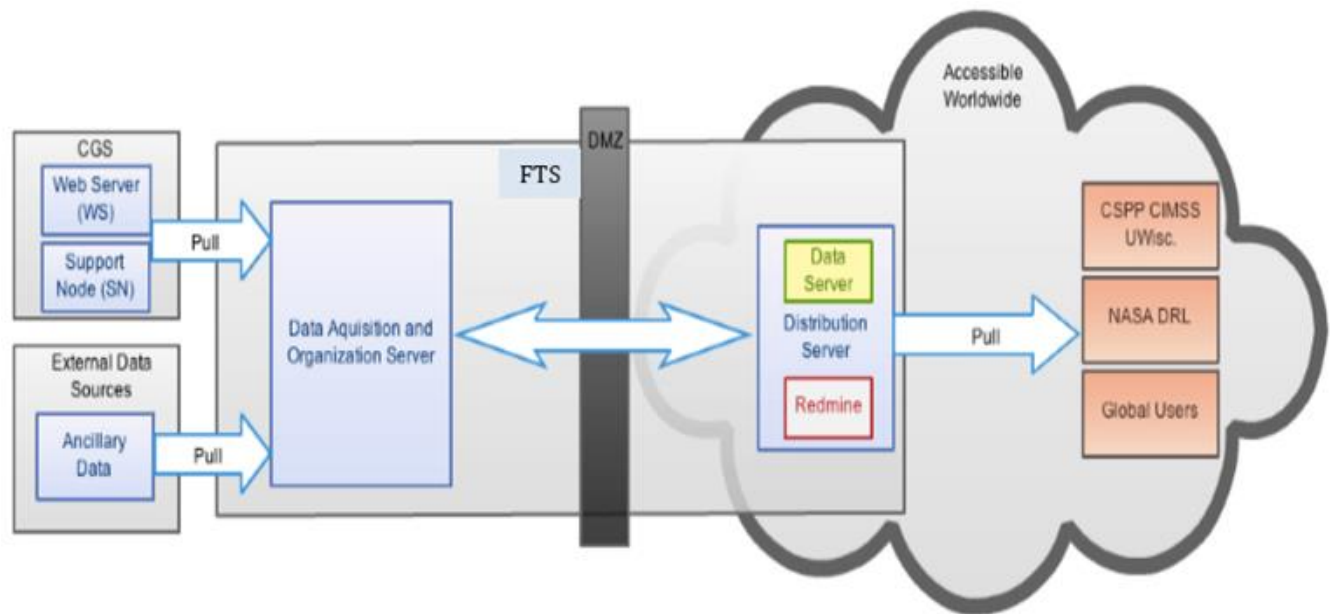 Accessible
Worldwide
CGS
Web Server
(WS)
Support
Node (SN)
Pull
External Data
Sources
Ancillary
Data
Pull
FTS
DMZ
Data Aquisition and
Organization Server
Data
Server
Distribution
Server
Redmine
Pull
CSPP CIMSS
UWisc.
NASA DRL
Global Users